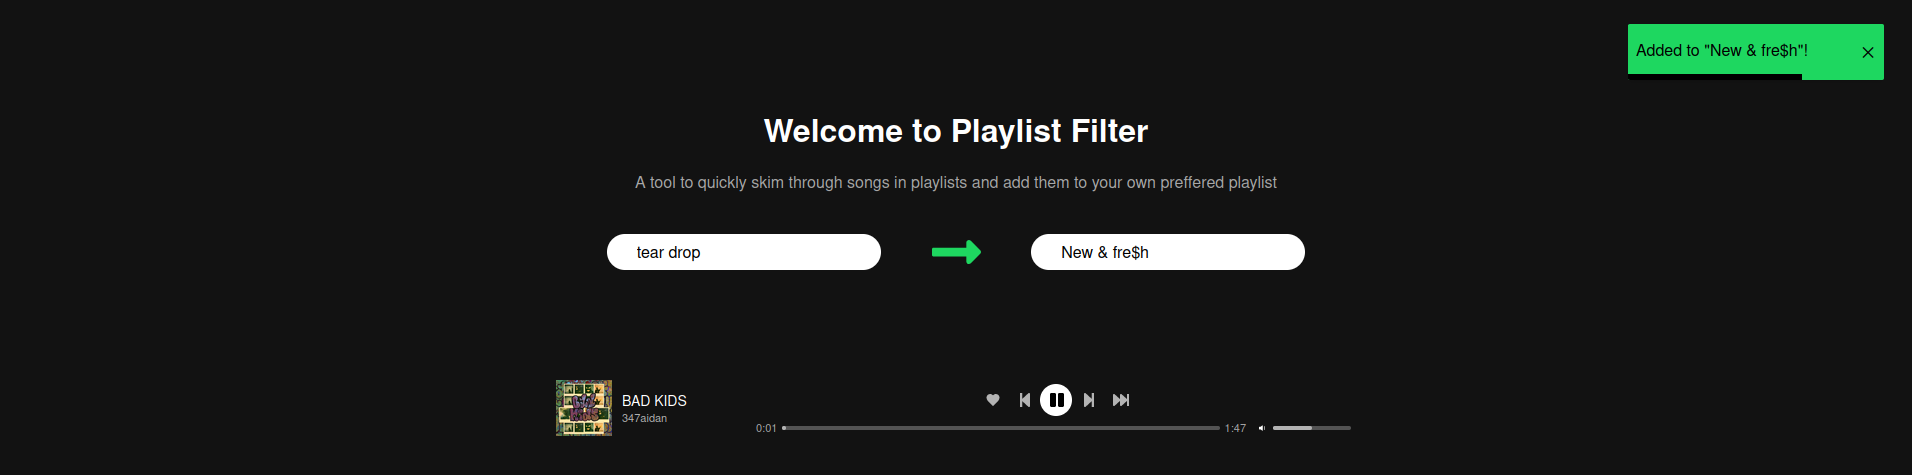 Added to "New & fre$h"!
Welcome to Playlist Filter
A tool to quickly skim through songs in playlists and add them to your own preffered playlist
tear drop
New & fre$h
BAD KIDS
347aidan
0:01
1:47